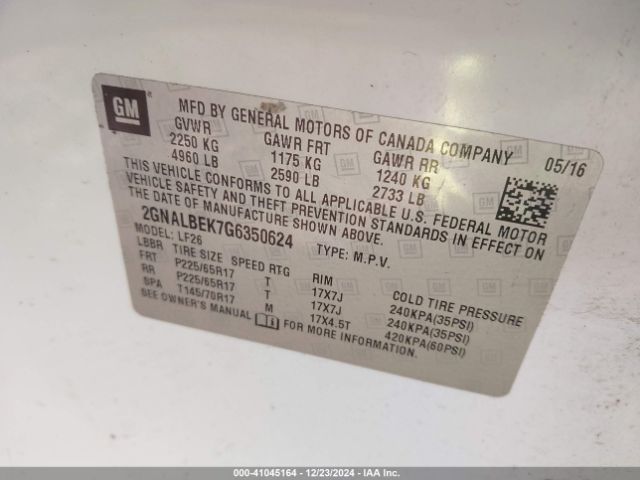 GM
MFD BY GENERAL MOTORS OF CANADA COMPANY 05/16
GVWR GAWR FRT GAWR RR
2250 KG 1175 KG 1240 KG
4960 LB 2590 LB 2733 LB
THIS VEHICLE CONFORMS TO ALL APPLICABLE U.S. FEDERAL MOTOR
VEHICLE SAFETY AND THEFT PREVENTION STANDARDS IN EFFECT ON
THE DATE OF MANUFACTURE SHOWN ABOVE.
2GNALBEK7G6350624 TYPE: M.P.V.
MODEL: LF26
LBBR TIRE SIZE SPEED RTG RIM COLD TIRE PRESSURE
FRT P225/65R17 T 17X7J 240KPA(35PSI)
RR P225/65R17 T 17X7J 240KPA(35PSI)
SPA T145/70R17 M 17X4.5T 420KPA(60PSI)
SEE OWNER'S MANUAL FOR MORE INFORMATION.
000-41045164 - 12/23/2024 - IAA Inc.